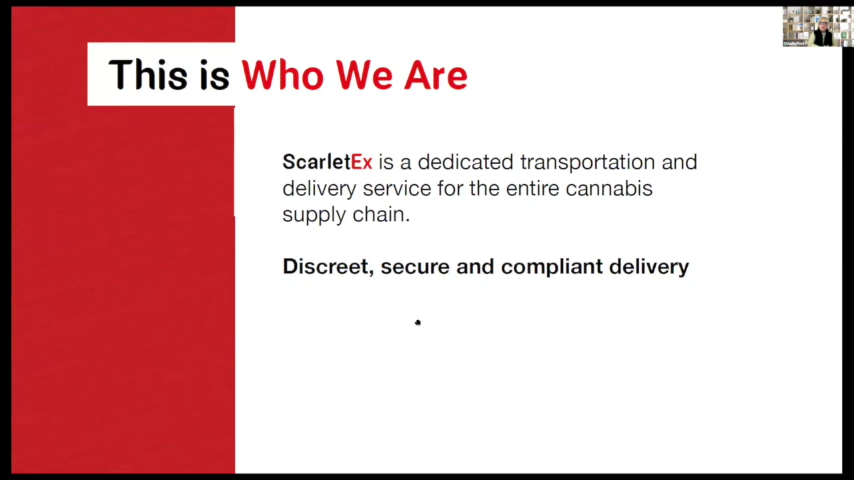 This is Who We Are
ScarletEx is a dedicated transportation and
delivery service for the entire cannabis
supply chain.
Discreet, secure and compliant delivery